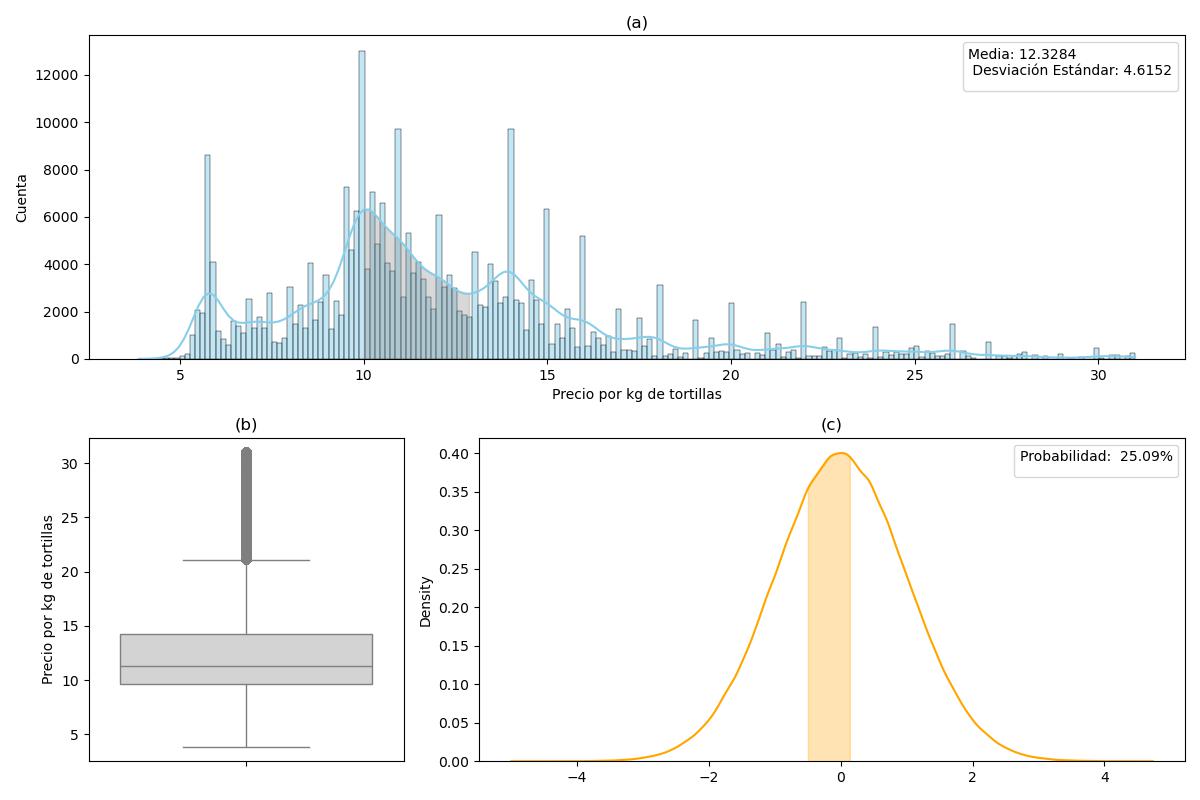 (a)
Media: 12.3284
Desviación Estándar: 4.6152
12000
10000
8000
6000
4000
2000
0
Cuenta
5 10 15 20 25 30
Precio por kg de tortillas
(b)
30
25
20
15
10
5
Precio por kg de tortillas
(c)
Probabilidad: 25.09%
0.40
0.35
0.30
0.25
0.20
0.15
0.10
0.05
0.00
Density
−4 −2 0 2 4